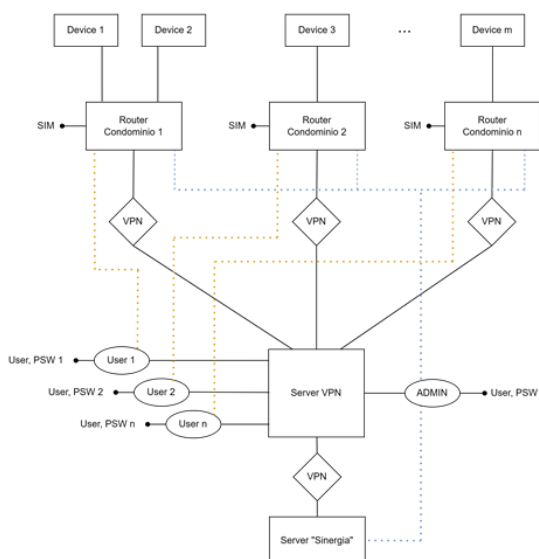 Device 1
Device 2
Device 3
...
Device m
SIM
Router
Condominio 1
SIM
Router
Condominio 2
SIM
Router
Condominio n
VPN
VPN
VPN
User, PSW 1
User 1
User, PSW 2
User 2
User, PSW n
User n
Server VPN
ADMIN
User, PSW
VPN
Server "Sinergia"